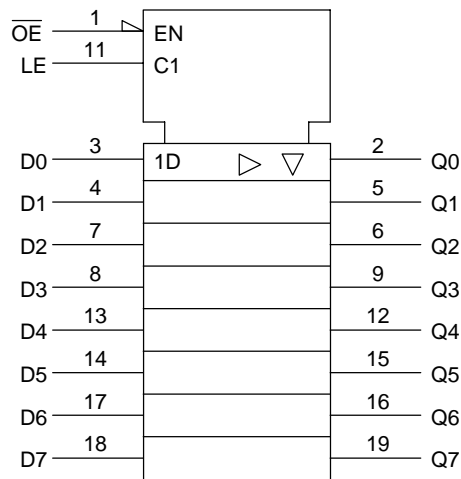 O̅E̅ 1 EN
LE 11 C1
D0 3 1D 2 Q0
D1 4 5 Q1
D2 7 6 Q2
D3 8 9 Q3
D4 13 12 Q4
D5 14 15 Q5
D6 17 16 Q6
D7 18 19 Q7